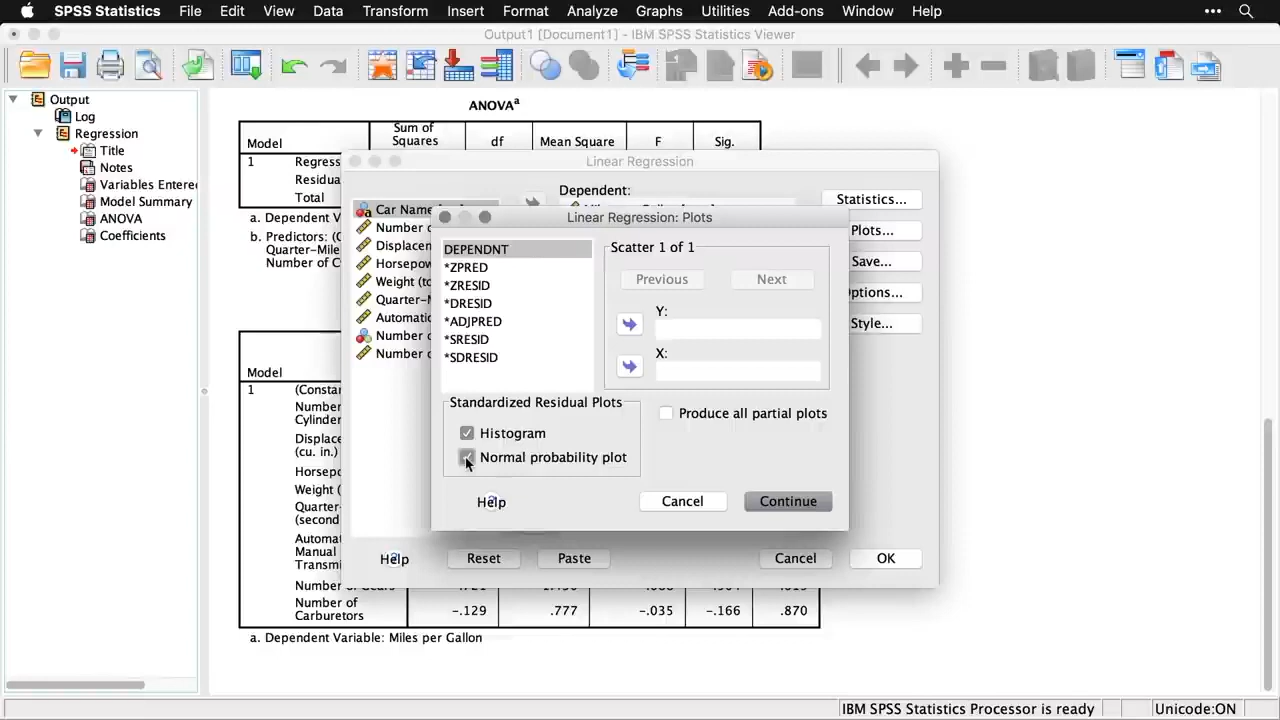 SPSS Statistics File Edit View Data Transform Insert Format Analyze Graphs Utilities Add-ons Window Help
Output1 [Document1] - IBM SPSS Statistics Viewer
Output
Log
Regression
Title
Notes
Variables Entere
Model Summary
ANOVA
Coefficients
ANOVAa
Model Sum of Squares df Mean Square F Sig.
1 Regress
Residua
Total
a. Dependent V
b. Predictors: (C
Quarter-Mile
Number of C
Model
1 (Constan
Number
Cylinder
Displace
(cu. in.)
Horsepo
Weight (
Quarter-
(second
Automa
Manual
Transmi
Number of Gears
Number of Carburetors -.129 .777 -.035 -.166 .870
a. Dependent Variable: Miles per Gallon
Linear Regression
Dependent:
Car Name
Number o
Displacen
Horsepow
Weight (to
Quarter-M
Automatic
Number o
Number o
Statistics...
Plots...
Save...
Options...
Style...
Help Reset Paste Cancel OK
Linear Regression: Plots
DEPENDNT
*ZPRED
*ZRESID
*DRESID
*ADJPRED
*SRESID
*SDRESID
Scatter 1 of 1
Previous Next
Y:
X:
Standardized Residual Plots
Histogram
Normal probability plot
Produce all partial plots
Help Cancel Continue
IBM SPSS Statistics Processor is ready Unicode:ON